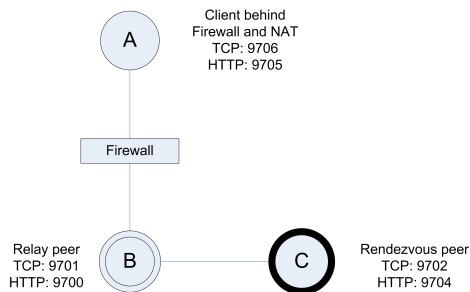 Client behind
Firewall and NAT
TCP: 9706
HTTP: 9705
A
Firewall
Relay peer
TCP: 9701
HTTP: 9700
B
C
Rendezvous peer
TCP: 9702
HTTP: 9704